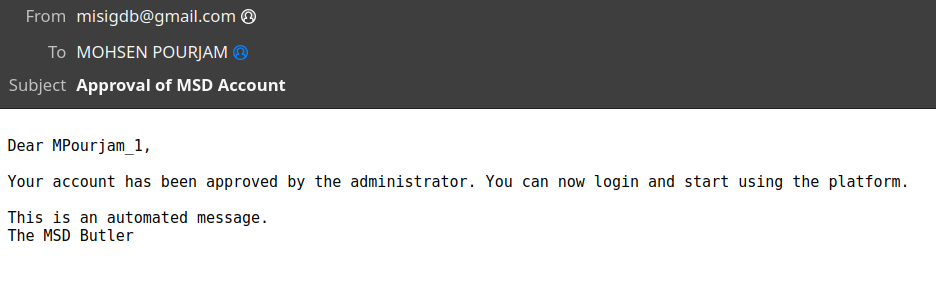 From misigdb@gmail.com
To MOHSEN POURJAM
Subject Approval of MSD Account
Dear MPourjam_1,
Your account has been approved by the administrator. You can now login and start using the platform.
This is an automated message.
The MSD Butler